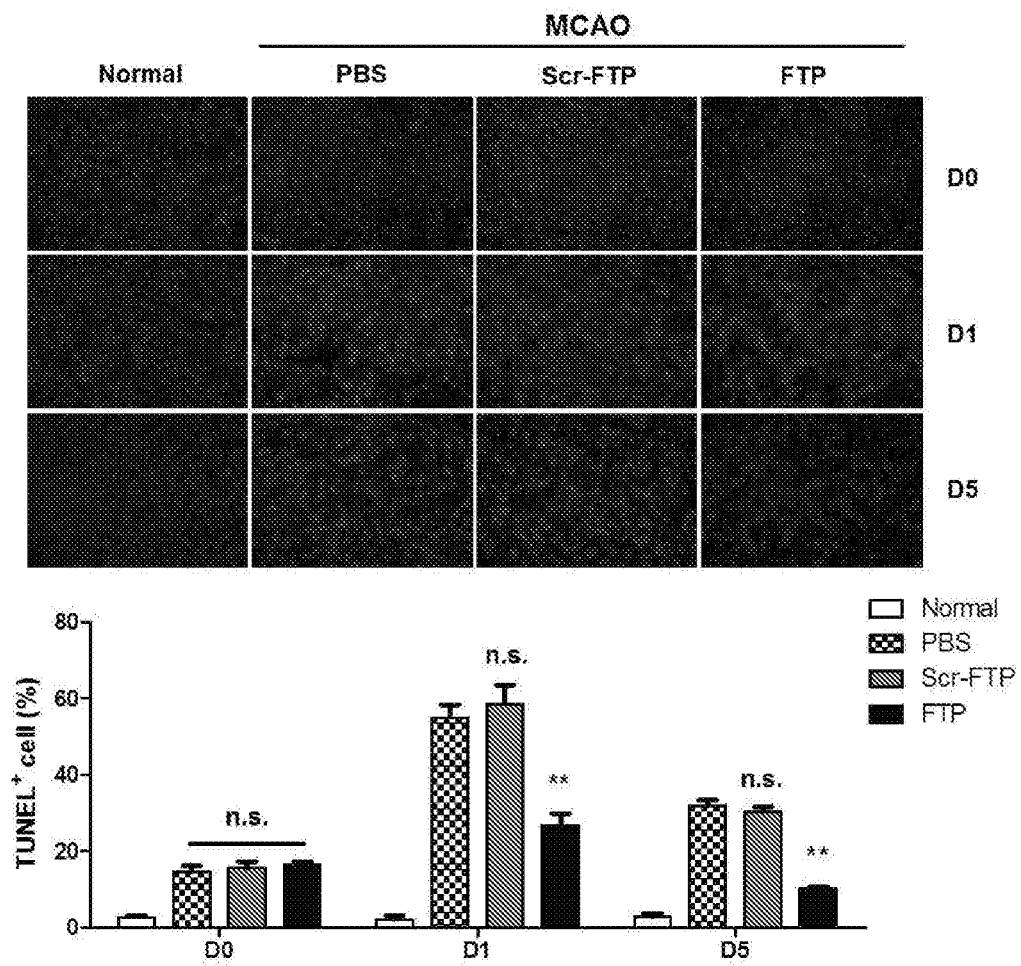 MCAO
Normal PBS Scr-FTP FTP
D0
D1
D5
80
60
40
20
0
TUNEL+ cell (%)
n.s.
n.s.
**
n.s.
**
D0 D1 D5
Normal
PBS
Scr-FTP
FTP